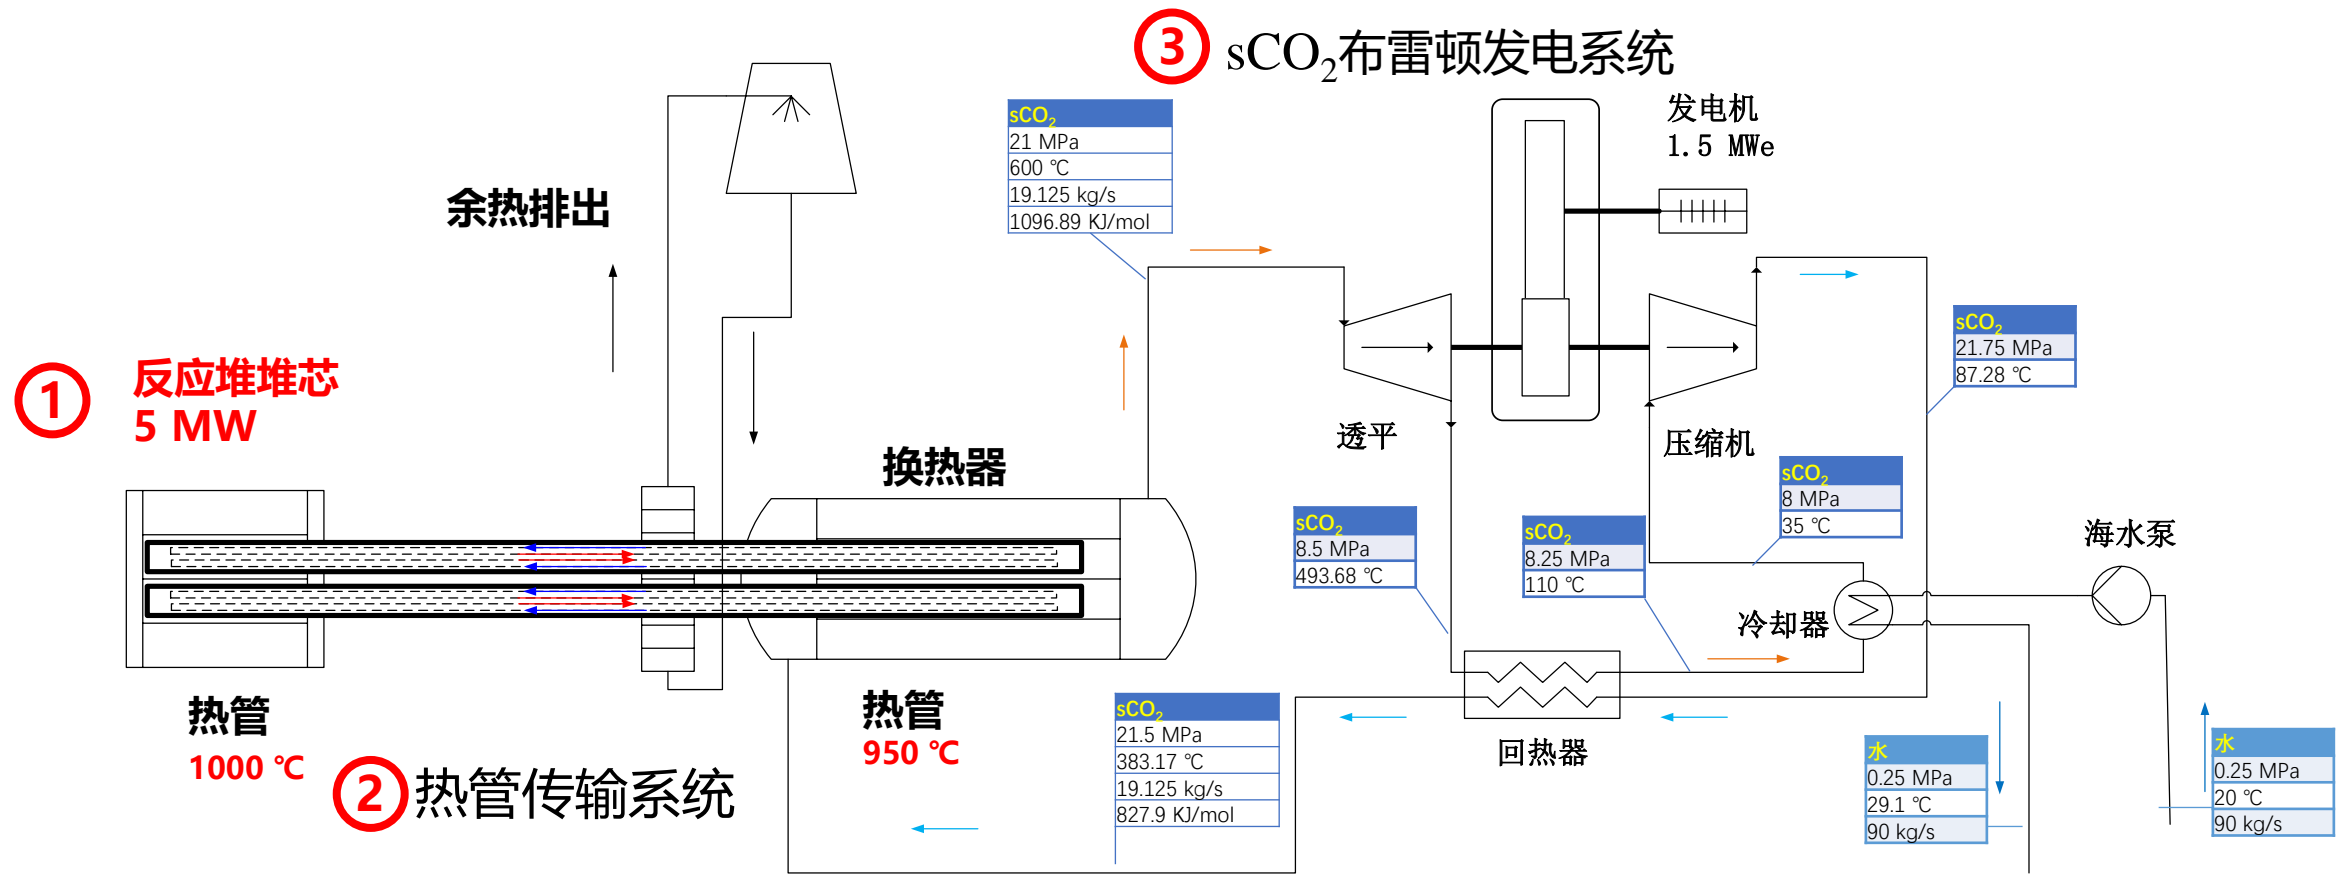 ③ sCO₂布雷顿发电系统
sCO₂
21 MPa
600 ℃
19.125 kg/s
1096.89 KJ/mol
发电机
1.5 MWe
余热排出
① 反应堆堆芯
5 MW
sCO₂
21.75 MPa
87.28 ℃
透平
压缩机
换热器
sCO₂
8 MPa
35 ℃
sCO₂
8.5 MPa
493.68 ℃
sCO₂
8.25 MPa
110 ℃
海水泵
冷却器
热管
1000 ℃
② 热管传输系统
热管
950 ℃
sCO₂
21.5 MPa
383.17 ℃
19.125 kg/s
827.9 KJ/mol
回热器
水
0.25 MPa
29.1 ℃
90 kg/s
水
0.25 MPa
20 ℃
90 kg/s